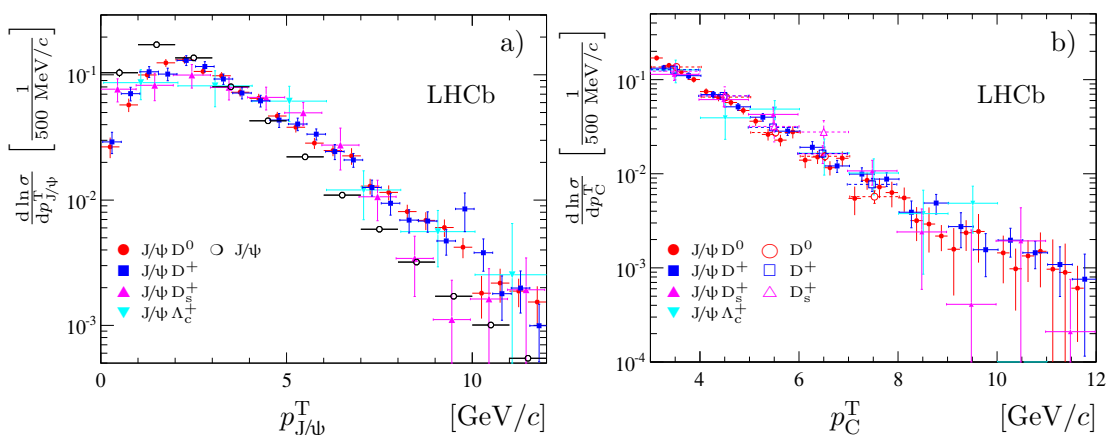 a)
LHCb
d ln σ / dp^T_J/ψ [1 / 500 MeV/c]
10^-1
10^-2
10^-3
J/ψ D^0
J/ψ
J/ψ D^+
J/ψ D_s^+
J/ψ Λ_c^+
0 5 10
p^T_J/ψ [GeV/c]
b)
LHCb
d ln σ / dp^T_C [1 / 500 MeV/c]
1
10^-1
10^-2
10^-3
10^-4
J/ψ D^0
D^0
J/ψ D^+
D^+
J/ψ D_s^+
D_s^+
J/ψ Λ_c^+
4 6 8 10 12
p^T_C [GeV/c]